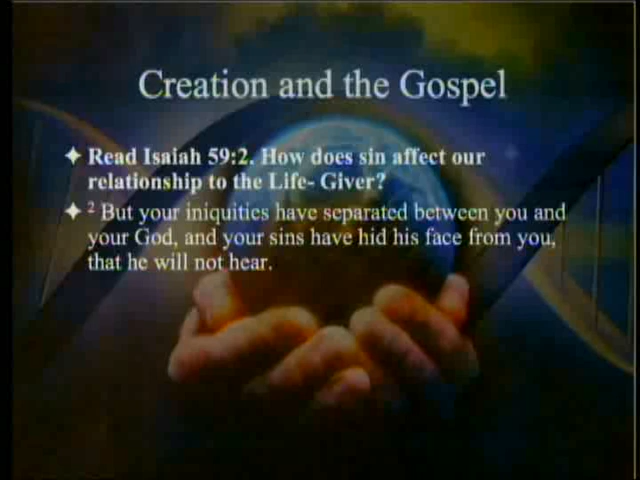 Creation and the Gospel
Read Isaiah 59:2. How does sin affect our
relationship to the Life- Giver?
2 But your iniquities have separated between you and
your God, and your sins have hid his face from you,
that he will not hear.